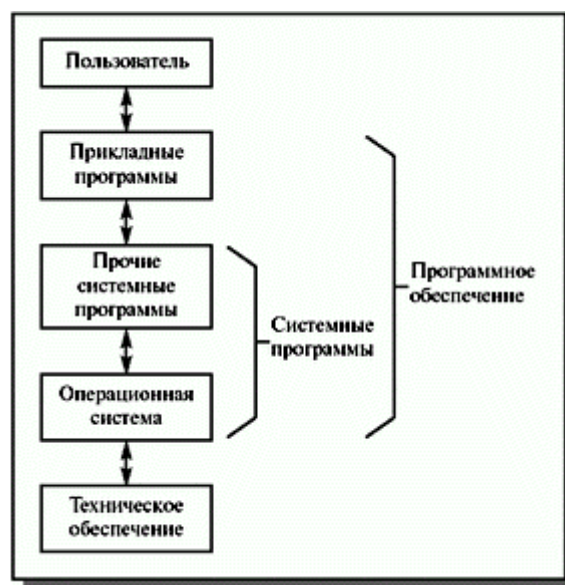 Пользователь
Прикладные
программы
Прочие
системные
программы
Системные
программы
Программное
обеспечение
Операционная
система
Техническое
обеспечение